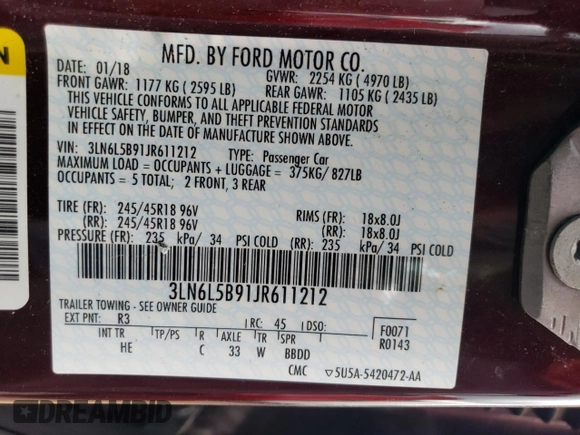 MFD. BY FORD MOTOR CO.
DATE: 01/18 GVWR: 2254 KG ( 4970 LB)
FRONT GAWR: 1177 KG ( 2595 LB) REAR GAWR: 1105 KG ( 2435 LB)
THIS VEHICLE CONFORMS TO ALL APPLICABLE FEDERAL MOTOR
VEHICLE SAFETY, BUMPER, AND THEFT PREVENTION STANDARDS
IN EFFECT ON THE DATE OF MANUFACTURE SHOWN ABOVE.
VIN: 3LN6L5B91JR611212 TYPE: Passenger Car
MAXIMUM LOAD = OCCUPANTS + LUGGAGE = 375KG/ 827LB
OCCUPANTS = 5 TOTAL; 2 FRONT, 3 REAR
TIRE (FR): 245/45R18 96V RIMS (FR): 18x8.0J
(RR): 245/45R18 96V (RR): 18x8.0J
PRESSURE (FR): 235 kPa/ 34 PSI COLD (RR): 235 kPa/ 34 PSI COLD
3LN6L5B91JR611212
TRAILER TOWING - SEE OWNER GUIDE
EXT PNT: R3 RC: 45 DSO: F0071
INT TR TP/PS R AXLE TR SPR R0143
HE C 33 W BBDD
CMC ▽5U5A-5420472-AA
DREAMBID